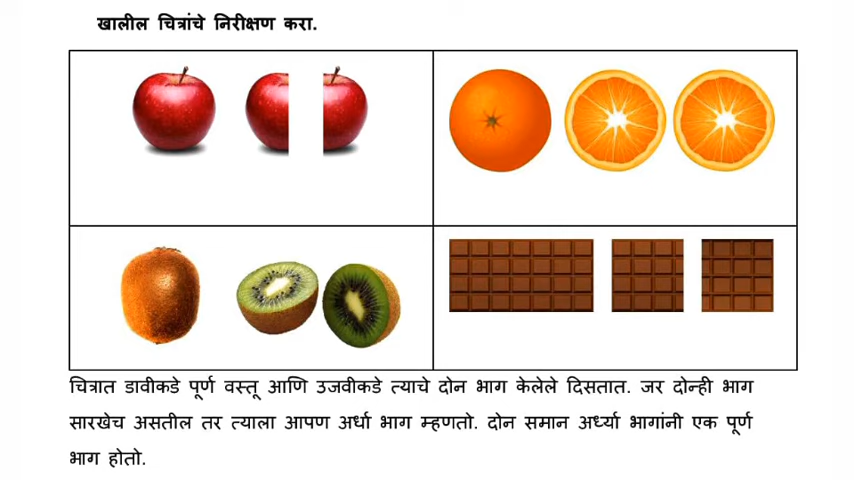 खालील चित्रांचे निरीक्षण करा.
चित्रात डावीकडे पूर्ण वस्तू आणि उजवीकडे त्याचे दोन भाग केलेले दिसतात. जर दोन्ही भाग
सारखेच असतील तर त्याला आपण अर्धा भाग म्हणतो. दोन समान अर्ध्या भागांनी एक पूर्ण
भाग होतो.